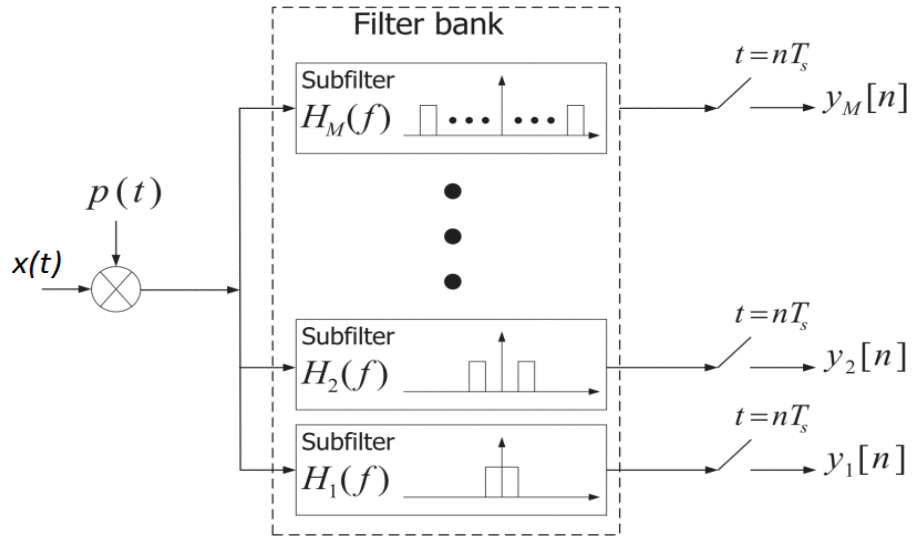 Filter bank
Subfilter
H_M(f)
t=nT_s
y_M[n]
p(t)
x(t)
Subfilter
H_2(f)
t=nT_s
y_2[n]
Subfilter
H_1(f)
t=nT_s
y_1[n]